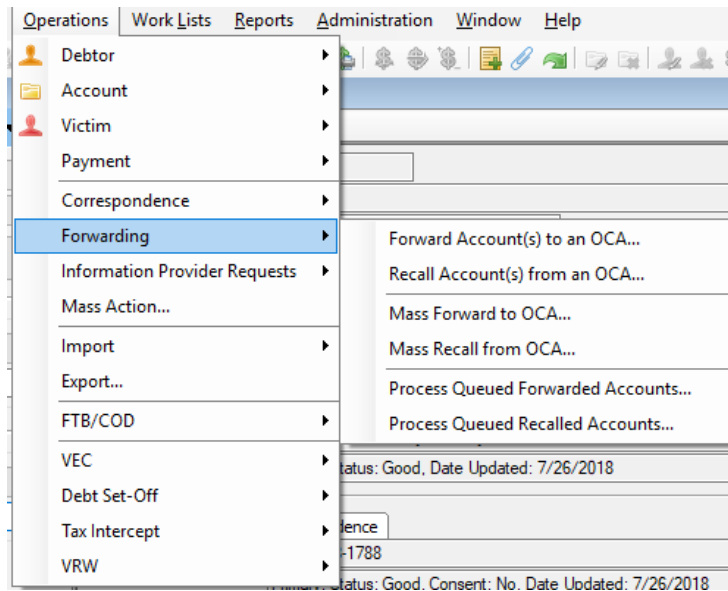 Operations Work Lists Reports Administration Window Help
Debtor
Account
Victim
Payment
Correspondence
Forwarding
Information Provider Requests
Mass Action...
Import
Export...
FTB/COD
VEC
Debt Set-Off
Tax Intercept
VRW
Forward Account(s) to an OCA...
Recall Account(s) from an OCA...
Mass Forward to OCA...
Mass Recall from OCA...
Process Queued Forwarded Accounts...
Process Queued Recalled Accounts...
tatus: Good, Date Updated: 7/26/2018
dence
-1788
Status: Good, Consent: No, Date Updated: 7/26/2018